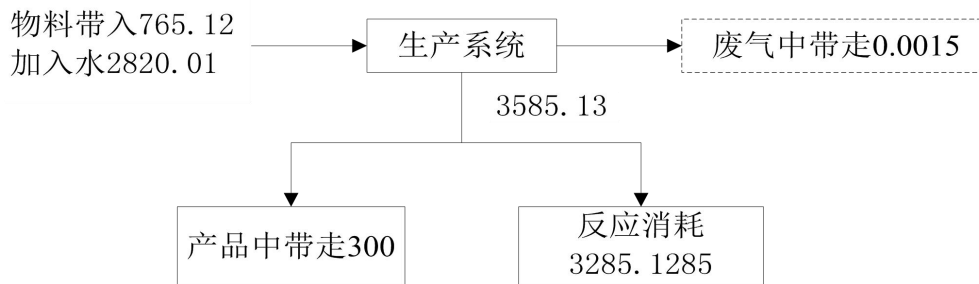 物料带入765.12
加入水2820.01
生产系统
废气中带走0.0015
3585.13
产品中带走300
反应消耗
3285.1285